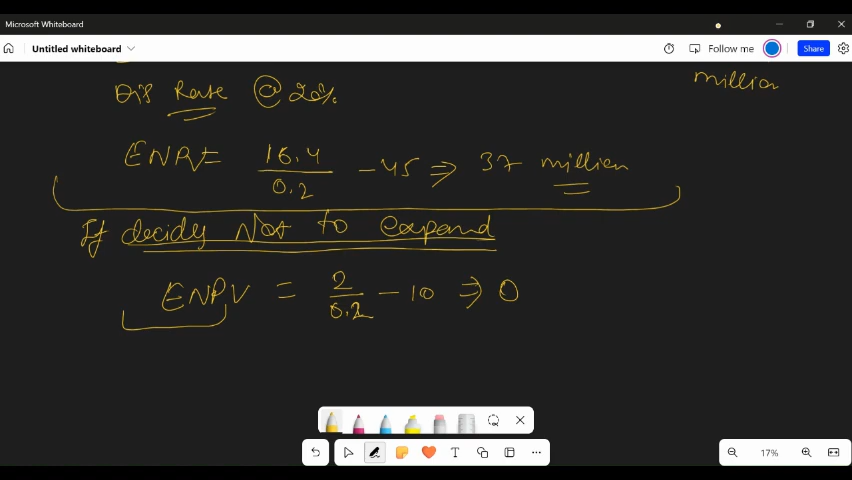 Microsoft Whiteboard
Untitled whiteboard
Follow me
Share
million
Dis Rate @ 20%
ENPV = 16.4 / 0.2 - 45 ⇒ 37 million
If decidy Not to expand
ENPV = 2 / 0.2 - 10 ⇒ 0
17%